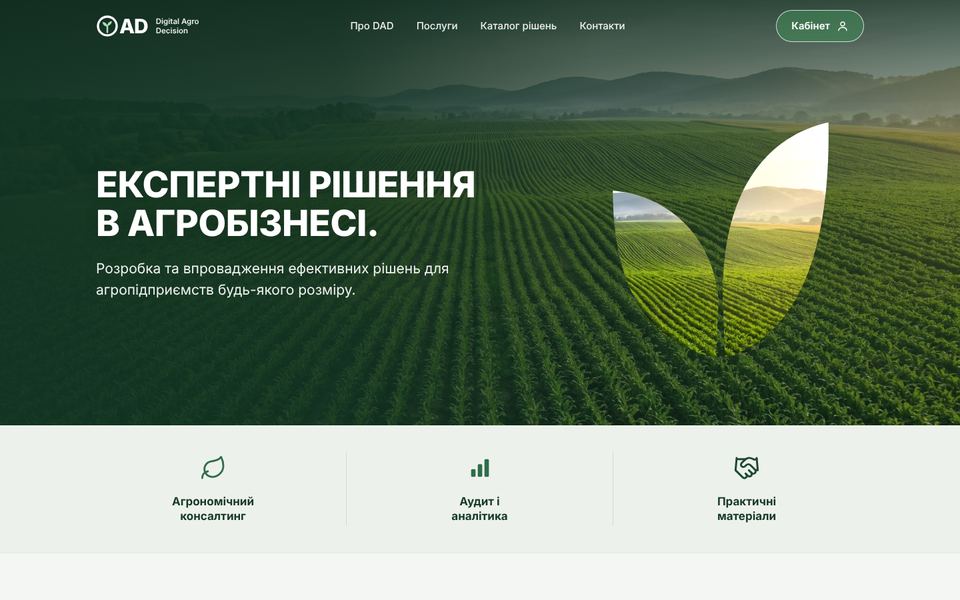 AD
Digital Agro
Decision
Про DAD
Послуги
Каталог рішень
Контакти
Кабінет
ЕКСПЕРТНІ РІШЕННЯ
В АГРОБІЗНЕСІ.
Розробка та впровадження ефективних рішень для
агропідприємств будь-якого розміру.
Агрономічний
консалтинг
Аудит і
аналітика
Практичні
матеріали